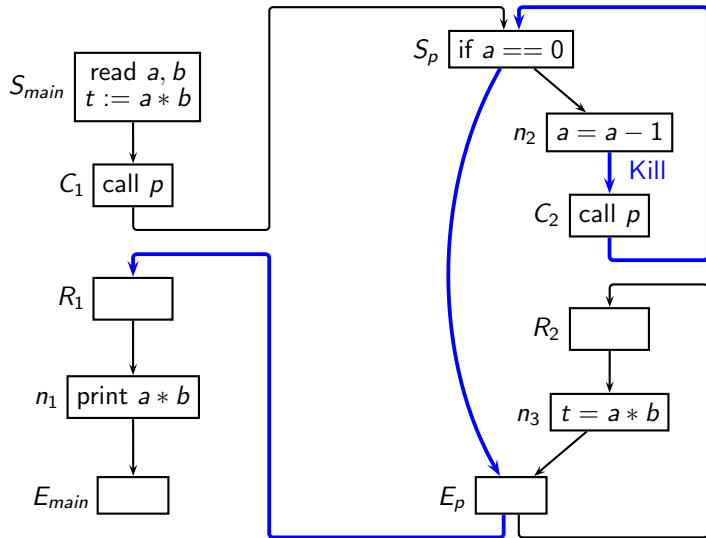 S_main
read a, b
t := a * b
C_1
call p
R_1
n_1
print a * b
E_main
S_p
if a == 0
n_2
a = a − 1
Kill
C_2
call p
R_2
n_3
t = a * b
E_p